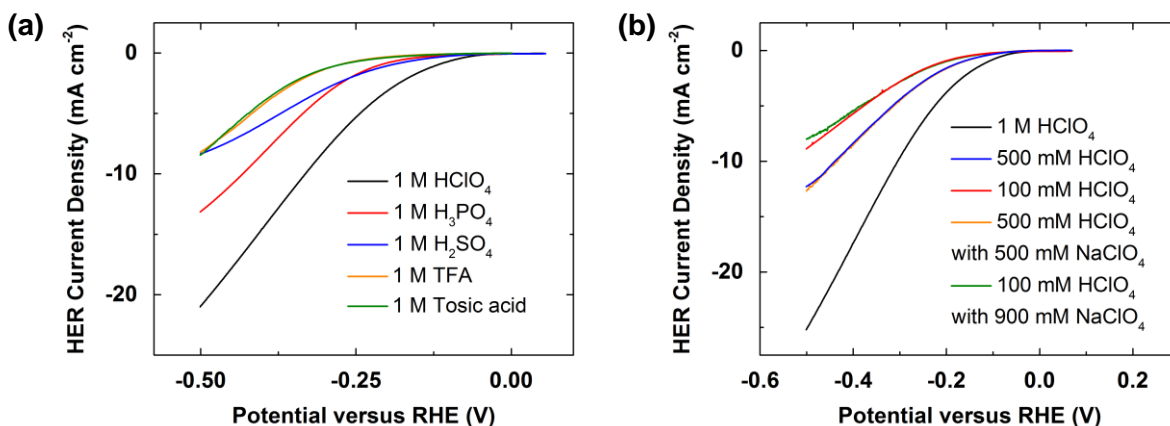 (a)
HER Current Density (mA cm⁻²)
0
-10
-20
1 M HClO₄
1 M H₃PO₄
1 M H₂SO₄
1 M TFA
1 M Tosic acid
-0.50
-0.25
0.00
Potential versus RHE (V)
(b)
HER Current Density (mA cm⁻²)
0
-10
-20
1 M HClO₄
500 mM HClO₄
100 mM HClO₄
500 mM HClO₄
with 500 mM NaClO₄
100 mM HClO₄
with 900 mM NaClO₄
-0.6
-0.4
-0.2
0.0
0.2
Potential versus RHE (V)